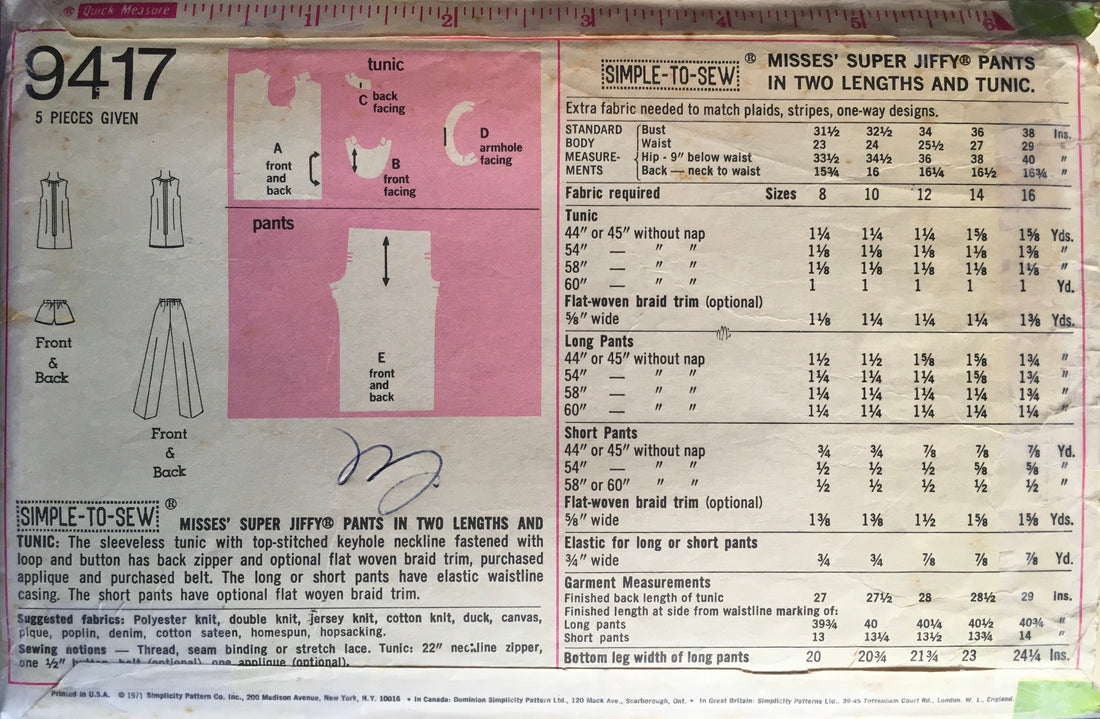 ® Quick Measure 1 2 3 4 5 6
9417
5 PIECES GIVEN
Front
&
Back
Front
&
Back
tunic
C back
facing
A
front
and
back
B
front
facing
D
armhole
facing
pants
E
front
and
back
SIMPLE-TO-SEW ® MISSES' SUPER JIFFY® PANTS IN TWO LENGTHS AND
TUNIC: The sleeveless tunic with top-stitched keyhole neckline fastened with
loop and button has back zipper and optional flat woven braid trim, purchased
applique and purchased belt. The long or short pants have elastic waistline
casing. The short pants have optional flat woven braid trim.
Suggested fabrics: Polyester knit, double knit, jersey knit, cotton knit, duck, canvas,
pique, poplin, denim, cotton sateen, homespun, hopsacking.
Sewing notions — Thread, seam binding or stretch lace. Tunic: 22" neckline zipper,
one ½" button, belt (optional), one applique (optional).
SIMPLE-TO-SEW ® MISSES' SUPER JIFFY® PANTS
IN TWO LENGTHS AND TUNIC.
Extra fabric needed to match plaids, stripes, one-way designs.
STANDARD Bust 31½ 32½ 34 36 38 Ins.
BODY Waist 23 24 25½ 27 29 "
MEASURE- Hip - 9" below waist 33½ 34½ 36 38 40 "
MENTS Back — neck to waist 15¾ 16 16¼ 16½ 16¾ "
Fabric required Sizes 8 10 12 14 16
Tunic
44" or 45" without nap 1¼ 1¼ 1¼ 1⅝ 1⅝ Yds.
54" — " " 1⅛ 1⅛ 1⅛ 1⅛ 1⅜ "
58" — " " 1⅛ 1⅛ 1⅛ 1⅛ 1⅛ "
60" — " " 1 1 1 1 1 Yd.
Flat-woven braid trim (optional)
⅝" wide 1⅛ 1¼ 1¼ 1¼ 1⅜ Yds.
Long Pants
44" or 45" without nap 1½ 1½ 1⅝ 1⅝ 1¾ "
54" — " " 1¼ 1¼ 1¼ 1⅝ 1¾ "
58" — " " 1¼ 1¼ 1¼ 1¼ 1¾ "
60" — " " 1¼ 1¼ 1¼ 1¼ 1¼ "
Short Pants
44" or 45" without nap ¾ ¾ ⅞ ⅞ ⅞ Yd.
54" — " " ½ ½ ½ ⅝ ⅝ "
58" or 60" " " ½ ½ ½ ½ ½ "
Flat-woven braid trim (optional)
⅝" wide 1⅜ 1⅜ 1½ 1⅝ 1⅝ Yds.
Elastic for long or short pants
¾" wide ¾ ¾ ⅞ ⅞ ⅞ Yd.
Garment Measurements
Finished back length of tunic 27 27½ 28 28½ 29 Ins.
Finished length at side from waistline marking of:
Long pants 39¾ 40 40¼ 40½ 40¾ "
Short pants 13 13¼ 13½ 13¾ 14 "
Bottom leg width of long pants 20 20¾ 21¾ 23 24¼ Ins.
Printed in U.S.A. © 1971 Simplicity Pattern Co. Inc., 200 Madison Avenue, New York, N.Y. 10016 • In Canada: Dominion Simplicity Pattern Ltd., 120 Mack Ave., Scarborough, Ont. • In Great Britain: Simplicity Patterns Ltd., 39-45 Tottenham Court Rd., London, W. 1., England.